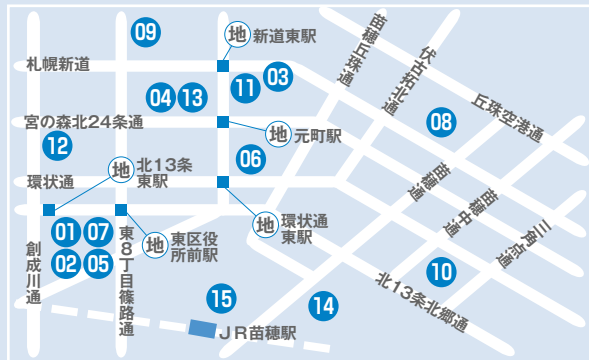 09
地 新道東駅
札幌新道
苗穂丘珠通
伏古拓北通
03
11
04 13
丘珠空港通
08
宮の森北24条通
地 元町駅
12
地 北13条
東駅
06
苗穂通
苗穂中通
三角点通
環状通
地 環状通
東駅
01 07
02 05
創成川通
東8丁目篠路通
地 東区役
所前駅
10
北13条北郷通
15
14
JR苗穂駅